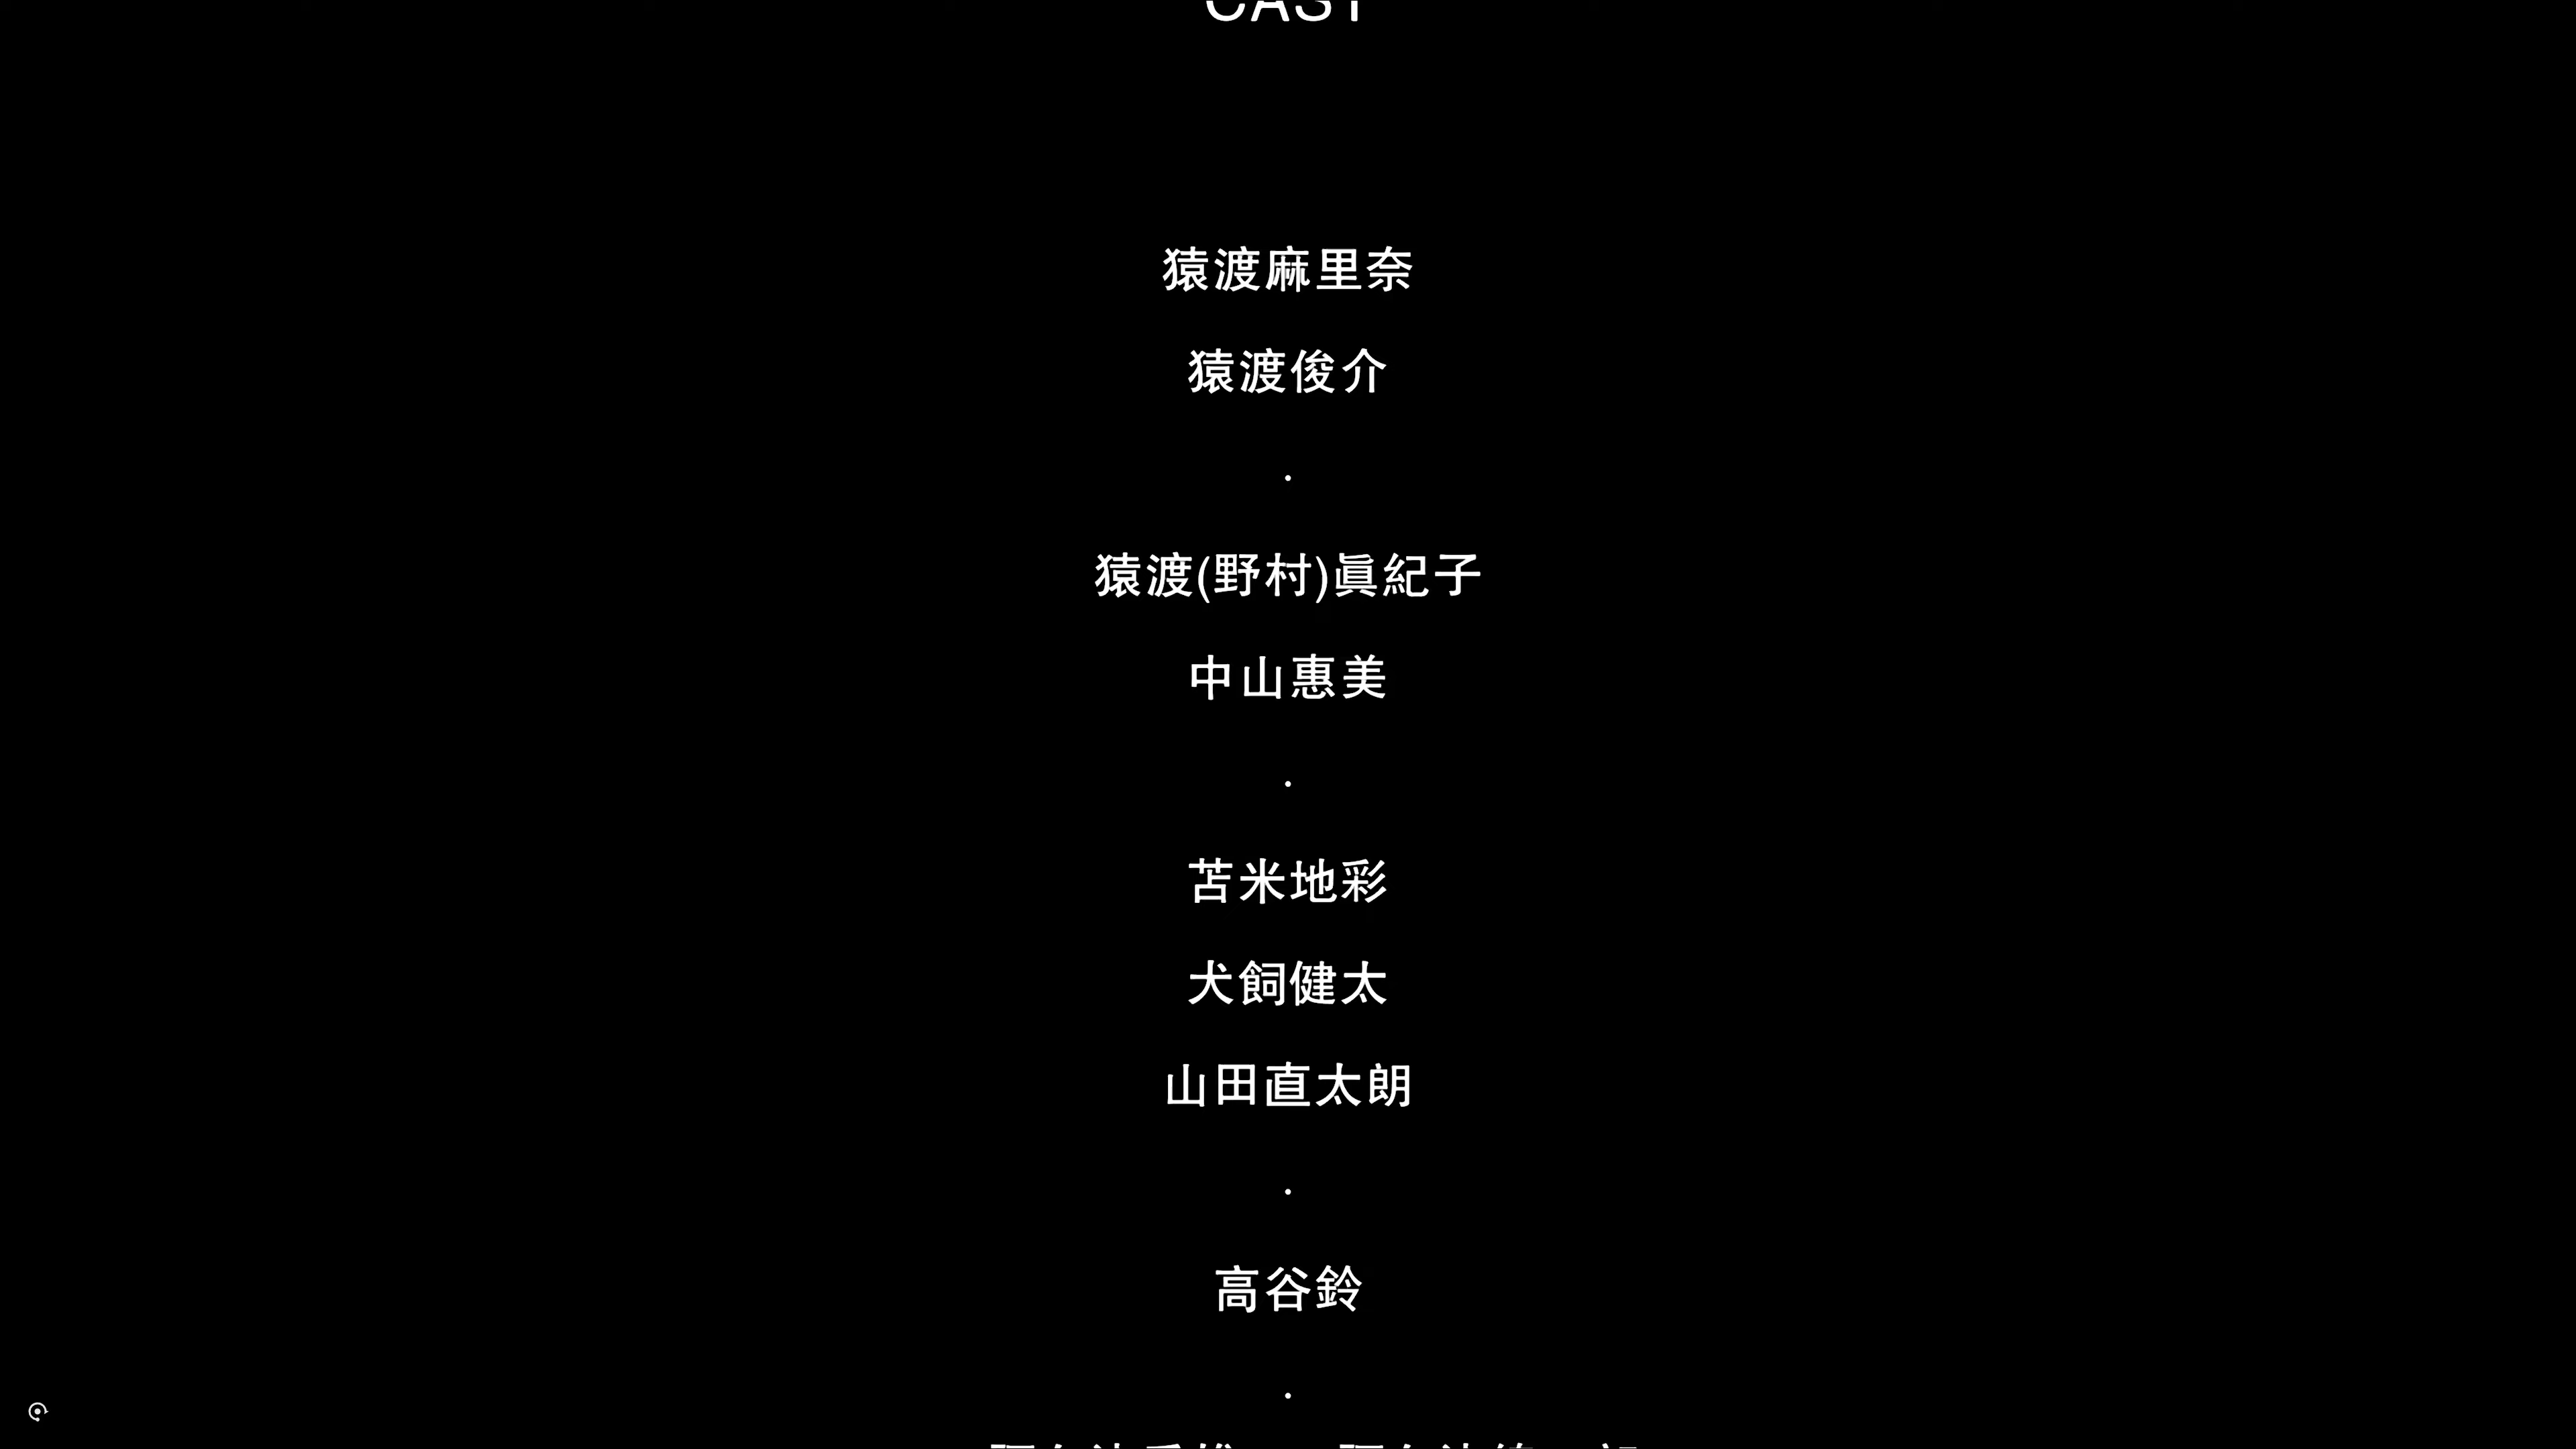 CAST
猿渡麻里奈
猿渡俊介
.
猿渡(野村)眞紀子
中山惠美
.
苫米地彩
犬飼健太
山田直太朗
.
高谷鈴
.